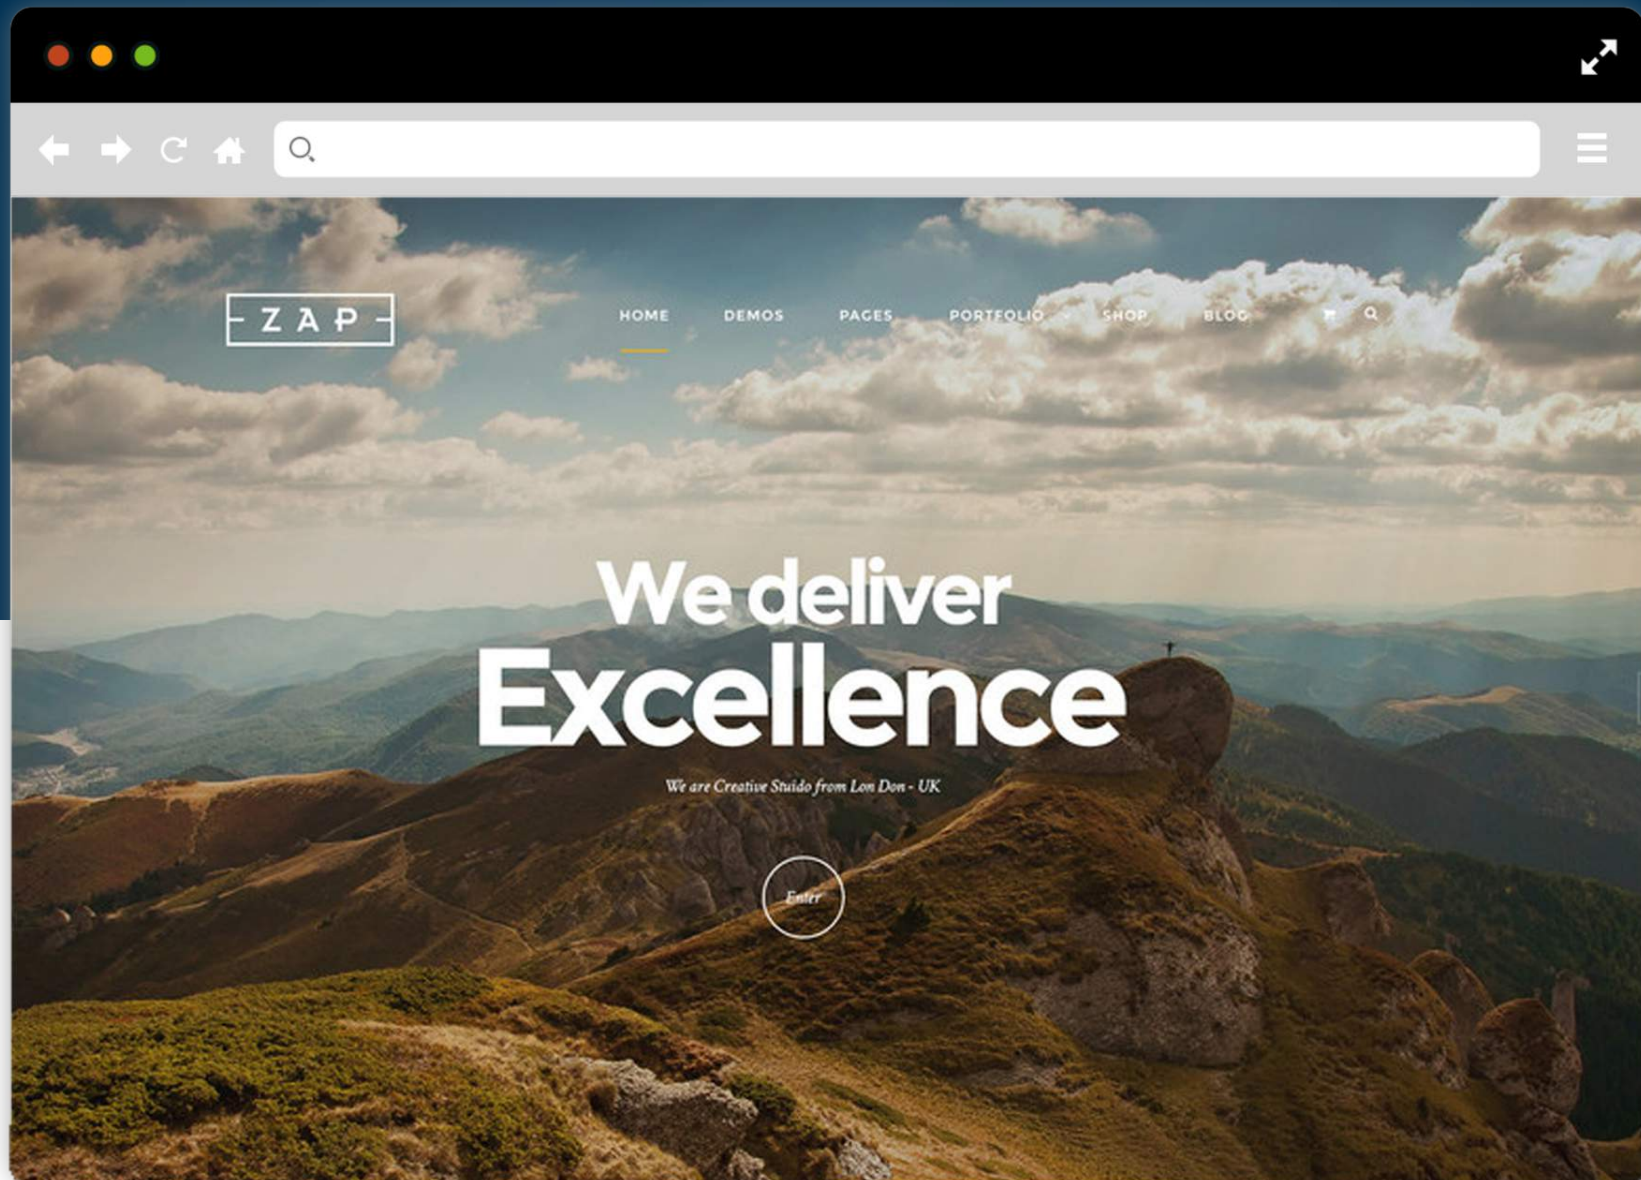 ZAP
HOME DEMOS PAGES PORTFOLIO SHOP BLOG
We deliver
Excellence
We are Creative Stuido from Lon Don - UK
Enter